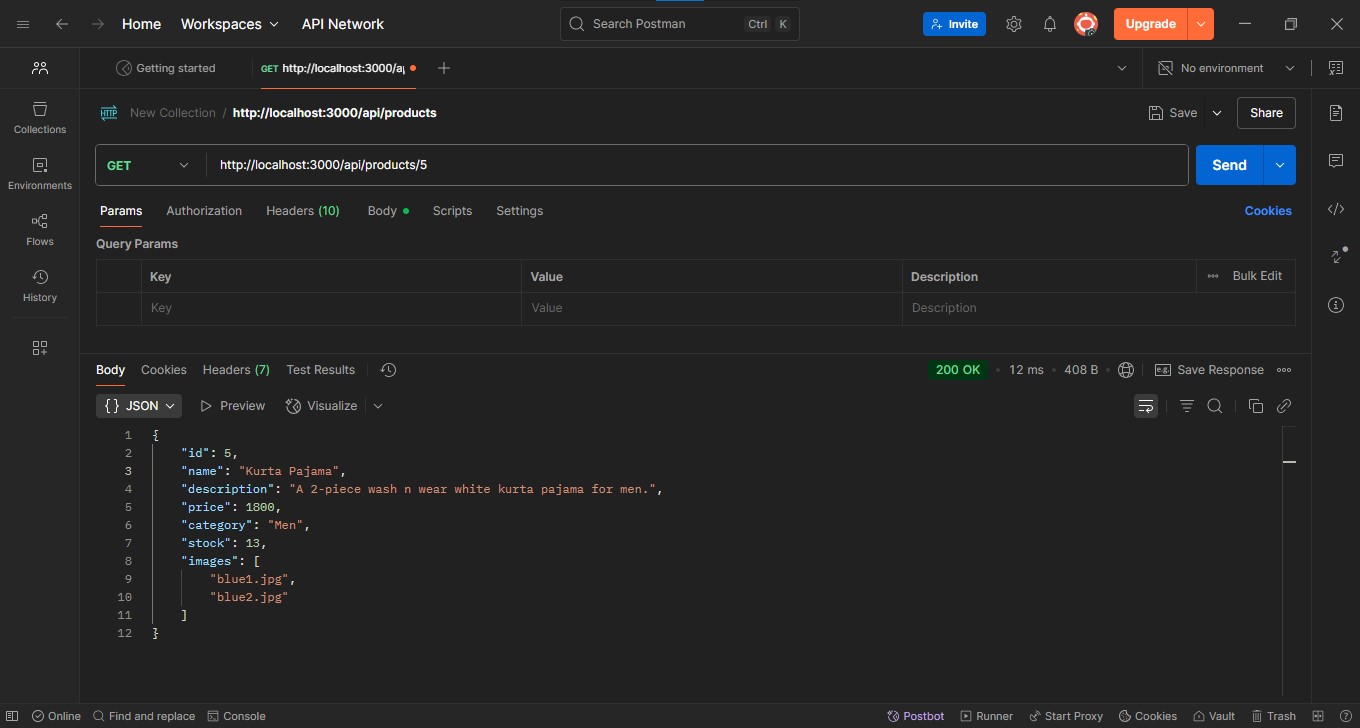 Home Workspaces API Network Search Postman Ctrl K Invite Upgrade
Getting started GET http://localhost:3000/a No environment
HTTP New Collection / http://localhost:3000/api/products Save Share
GET http://localhost:3000/api/products/5 Send
Params Authorization Headers (10) Body Scripts Settings Cookies
Query Params
Key Value Description Bulk Edit
Key Value Description
Collections
Environments
Flows
History
Body Cookies Headers (7) Test Results 200 OK 12 ms 408 B e.g. Save Response
{} JSON Preview Visualize
1 {
2 "id": 5,
3 "name": "Kurta Pajama",
4 "description": "A 2-piece wash n wear white kurta pajama for men.",
5 "price": 1800,
6 "category": "Men",
7 "stock": 13,
8 "images": [
9 "blue1.jpg",
10 "blue2.jpg"
11 ]
12 }
Online Find and replace Console Postbot Runner Start Proxy Cookies Vault Trash